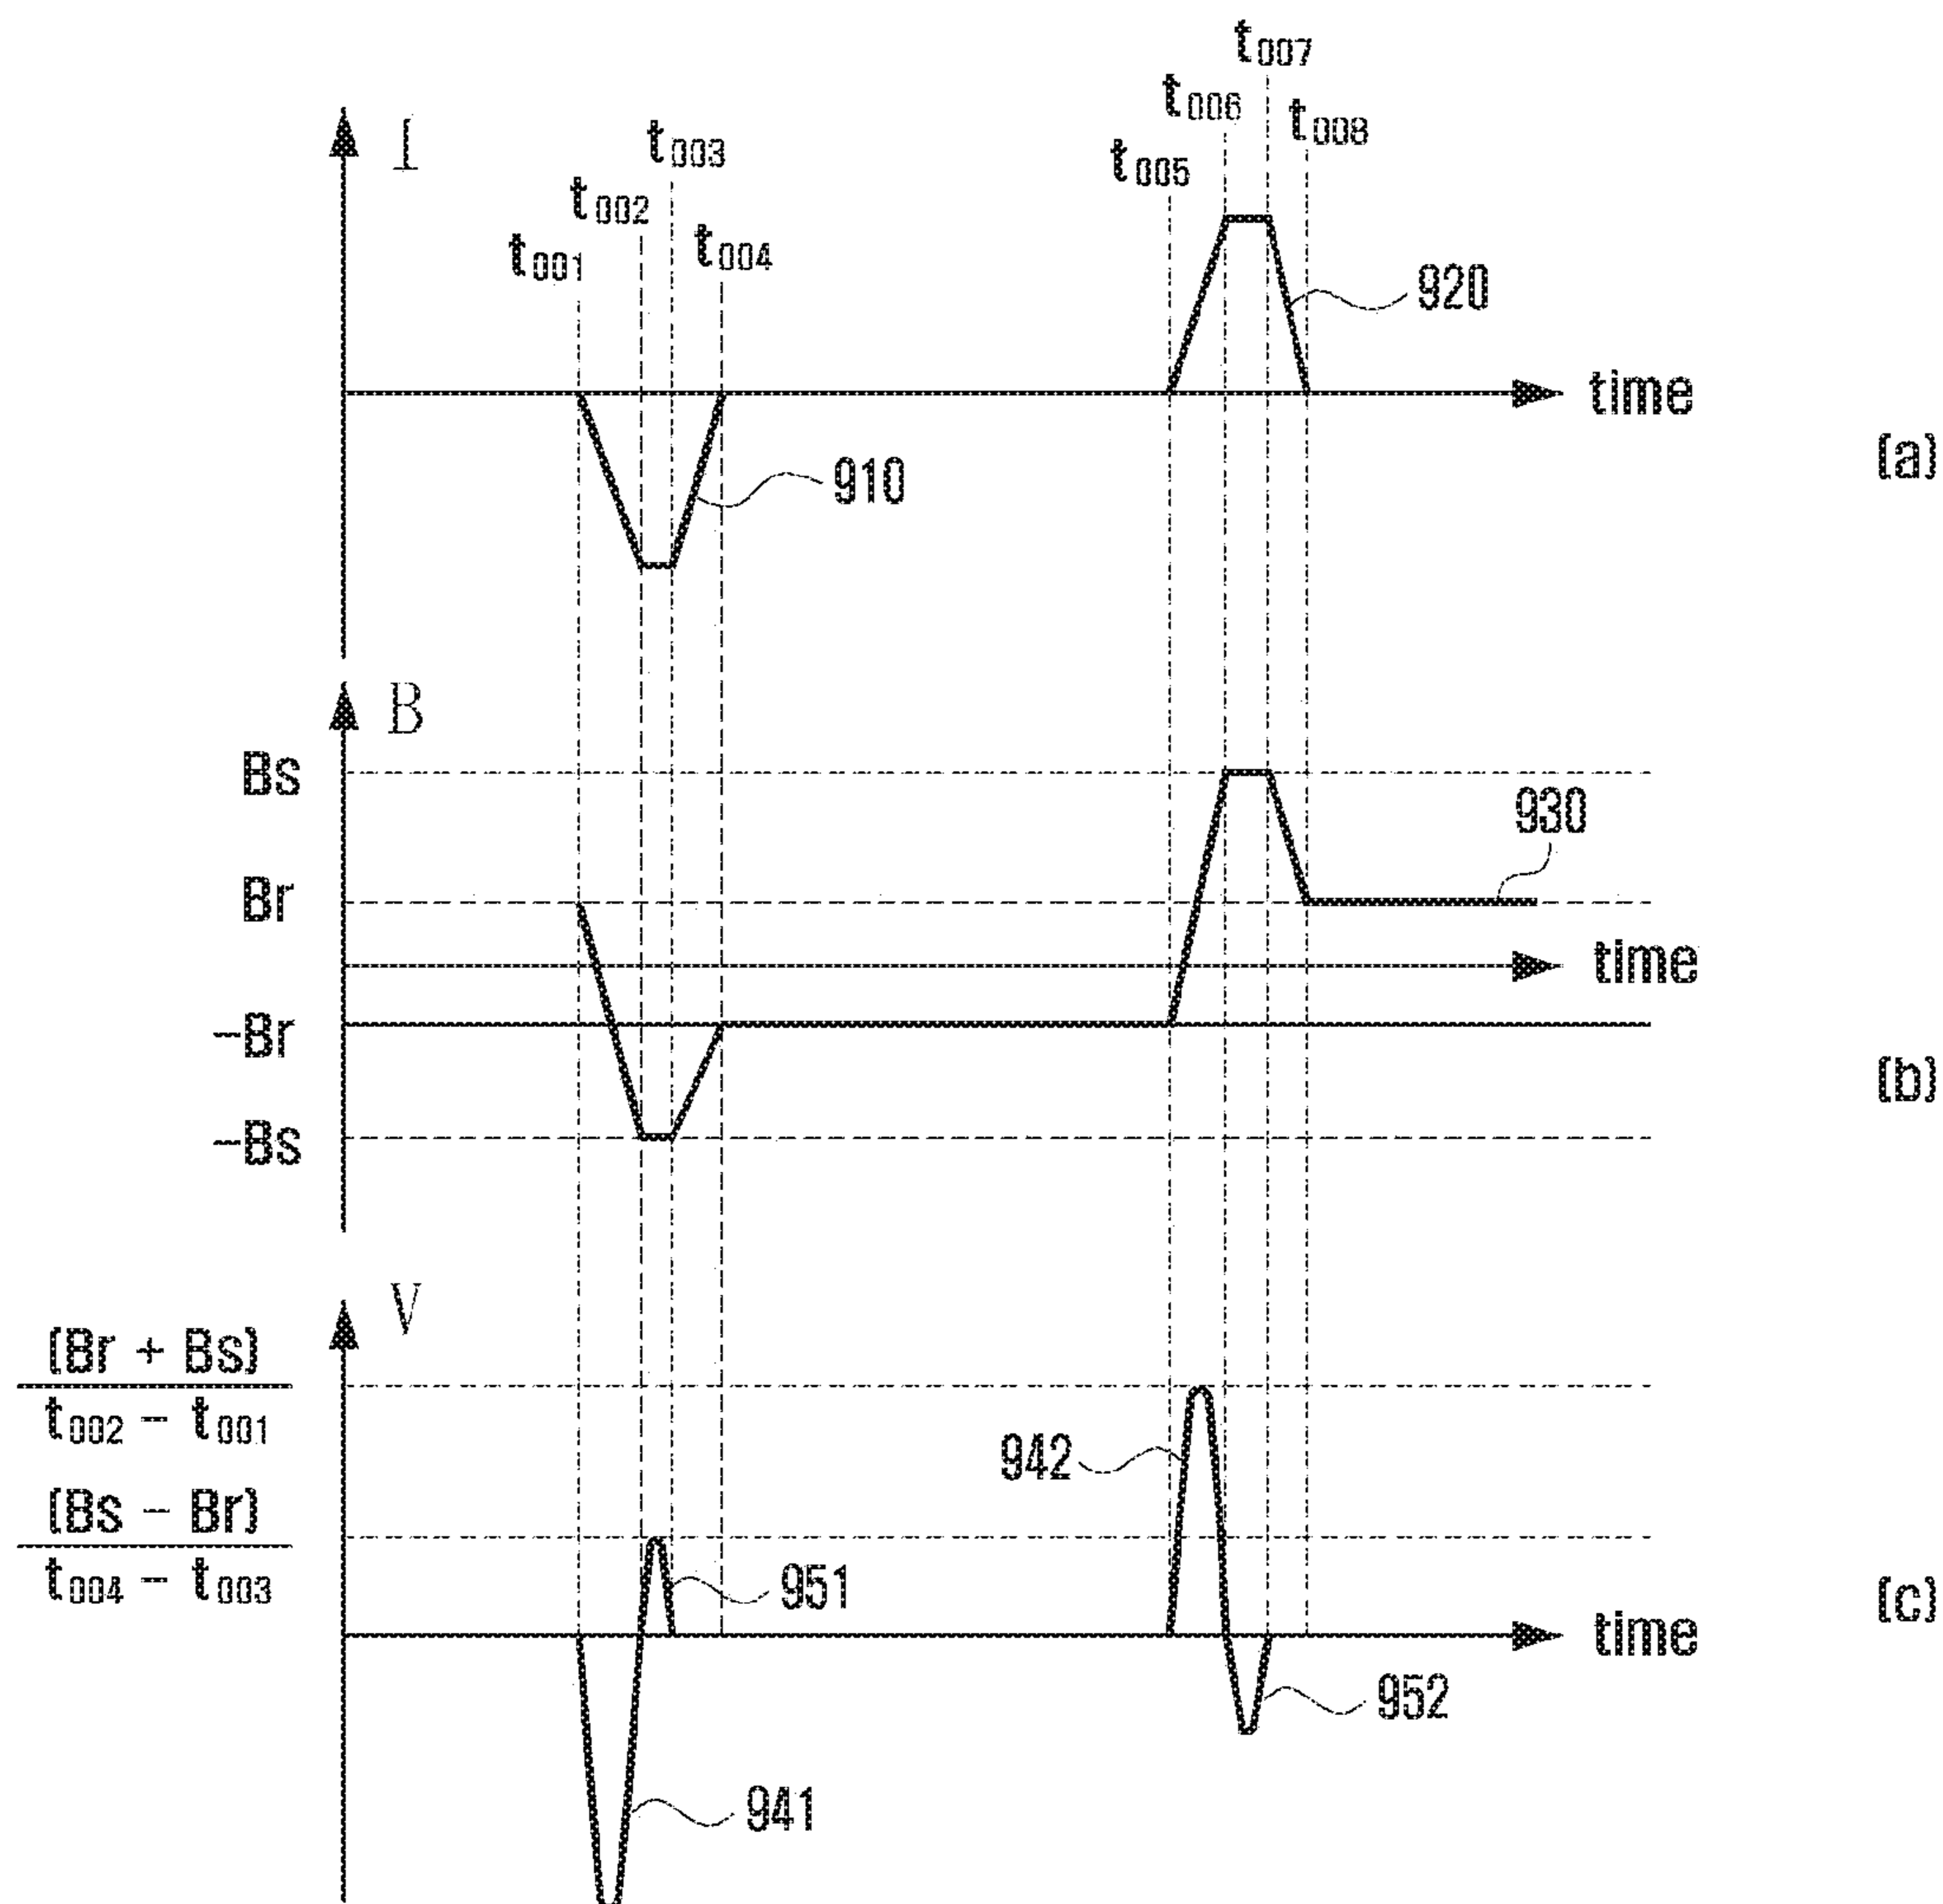 I
t001
t002
t003
t004
t005
t006
t007
t008
910
920
time
(a)
B
Bs
Br
-Br
-Bs
930
time
(b)
V
(Br + Bs)
t002 - t001
(Bs - Br)
t004 - t003
942
951
941
952
time
(c)